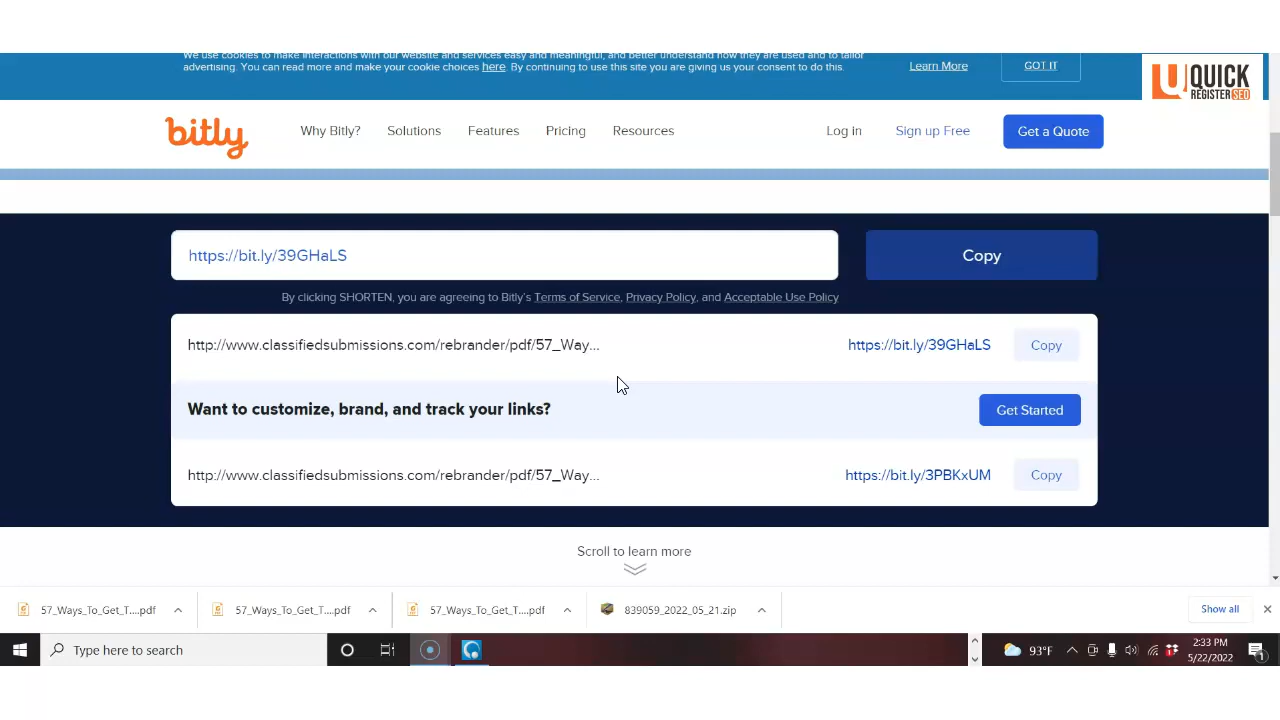 We use cookies to make interactions with our website and services easy and meaningful, and better understand how they are used and to tailor
advertising. You can read more and make your cookie choices here. By continuing to use this site you are giving us your consent to do this.
Learn More
GOT IT
QUICK
REGISTER SEO
bitly
Why Bitly?
Solutions
Features
Pricing
Resources
Log in
Sign up Free
Get a Quote
https://bit.ly/39GHaLS
Copy
By clicking SHORTEN, you are agreeing to Bitly's Terms of Service, Privacy Policy, and Acceptable Use Policy
http://www.classifiedsubmissions.com/rebrander/pdf/57_Way...
https://bit.ly/39GHaLS
Copy
Want to customize, brand, and track your links?
Get Started
http://www.classifiedsubmissions.com/rebrander/pdf/57_Way...
https://bit.ly/3PBKxUM
Copy
Scroll to learn more
57_Ways_To_Get_T....pdf
57_Ways_To_Get_T....pdf
57_Ways_To_Get_T....pdf
839059_2022_05_21.zip
Show all
Type here to search
93°F
2:33 PM
5/22/2022
1